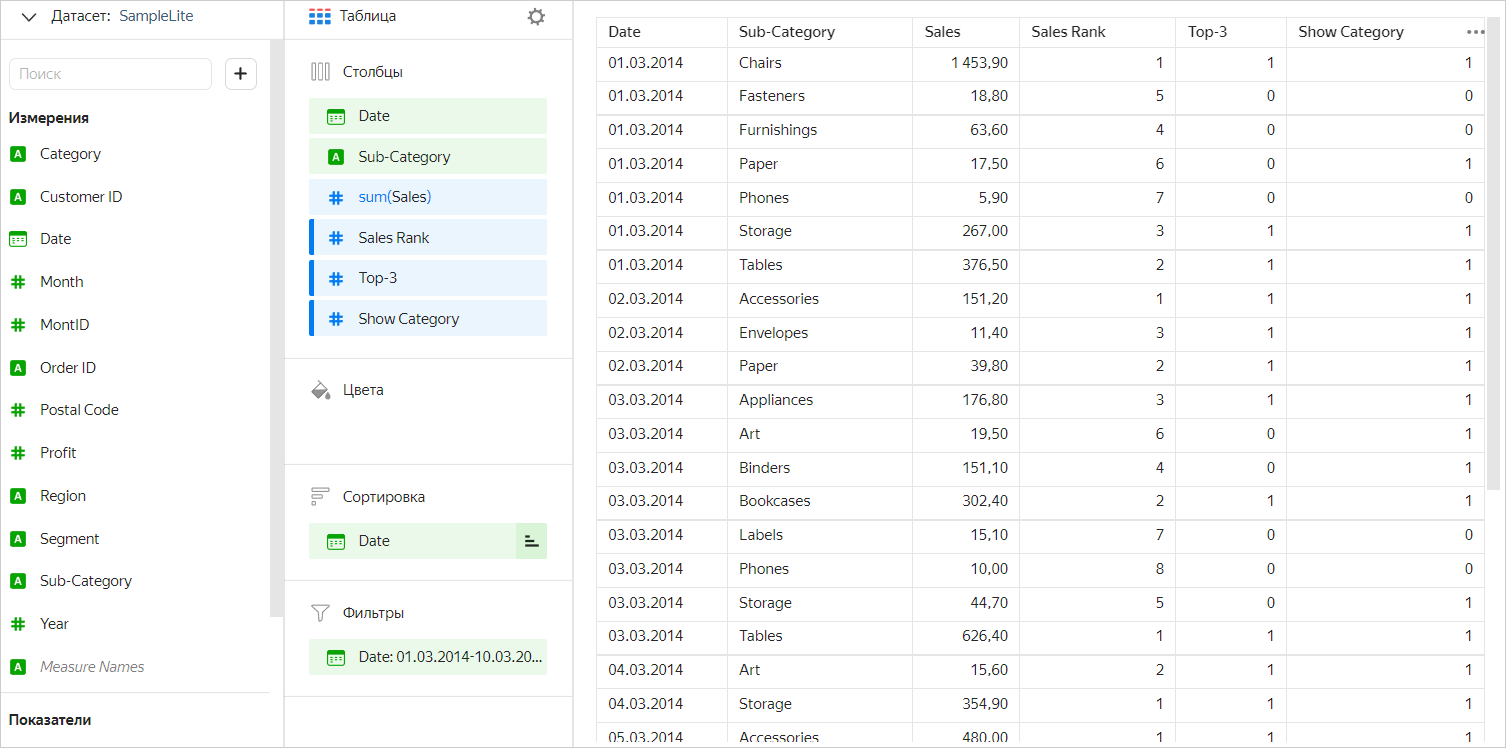 Датасет: SampleLite
Поиск
+
Измерения
A Category
A Customer ID
Date
# Month
# MontID
A Order ID
# Postal Code
# Profit
A Region
A Segment
A Sub-Category
# Year
A Measure Names
Показатели
Таблица
Столбцы
Date
A Sub-Category
# sum(Sales)
# Sales Rank
# Top-3
# Show Category
Цвета
Сортировка
Date
Фильтры
Date: 01.03.2014-10.03.20...
Date Sub-Category Sales Sales Rank Top-3 Show Category
01.03.2014 Chairs 1 453,90 1 1 1
01.03.2014 Fasteners 18,80 5 0 0
01.03.2014 Furnishings 63,60 4 0 0
01.03.2014 Paper 17,50 6 0 1
01.03.2014 Phones 5,90 7 0 0
01.03.2014 Storage 267,00 3 1 1
01.03.2014 Tables 376,50 2 1 1
02.03.2014 Accessories 151,20 1 1 1
02.03.2014 Envelopes 11,40 3 1 1
02.03.2014 Paper 39,80 2 1 1
03.03.2014 Appliances 176,80 3 1 1
03.03.2014 Art 19,50 6 0 1
03.03.2014 Binders 151,10 4 0 1
03.03.2014 Bookcases 302,40 2 1 1
03.03.2014 Labels 15,10 7 0 0
03.03.2014 Phones 10,00 8 0 0
03.03.2014 Storage 44,70 5 0 1
03.03.2014 Tables 626,40 1 1 1
04.03.2014 Art 15,60 2 1 1
04.03.2014 Storage 354,90 1 1 1
05.03.2014 Accessories 480,00 1 1 1